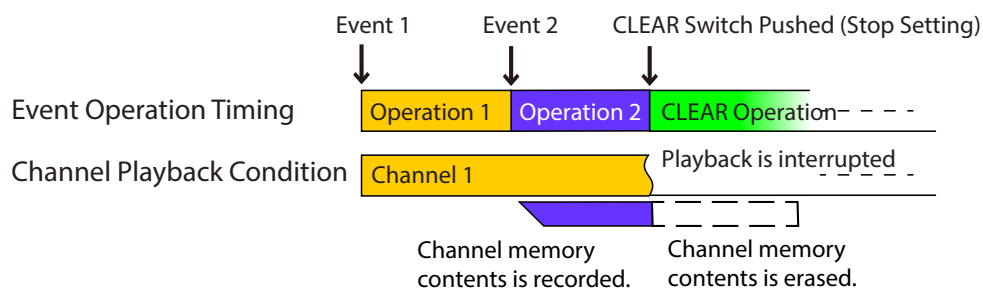 Event 1
Event 2
CLEAR Switch Pushed (Stop Setting)
Event Operation Timing
Operation 1
Operation 2
CLEAR Operation
Channel Playback Condition
Channel 1
Playback is interrupted
Channel memory
contents is recorded.
Channel memory
contents is erased.